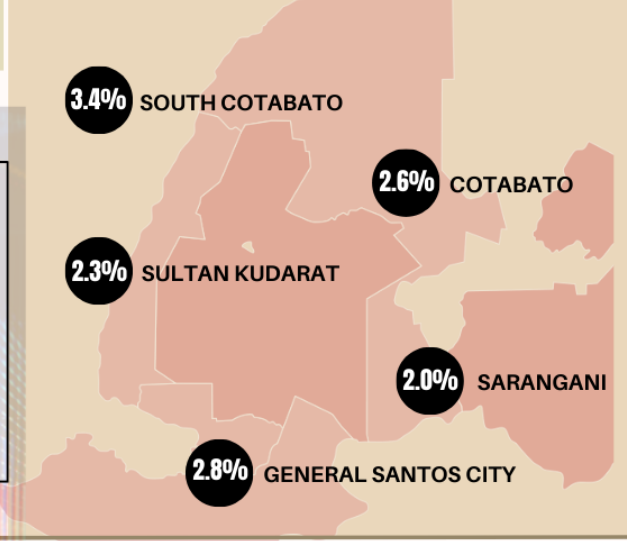 3.4% SOUTH COTABATO
2.6% COTABATO
2.3% SULTAN KUDARAT
2.0% SARANGANI
2.8% GENERAL SANTOS CITY